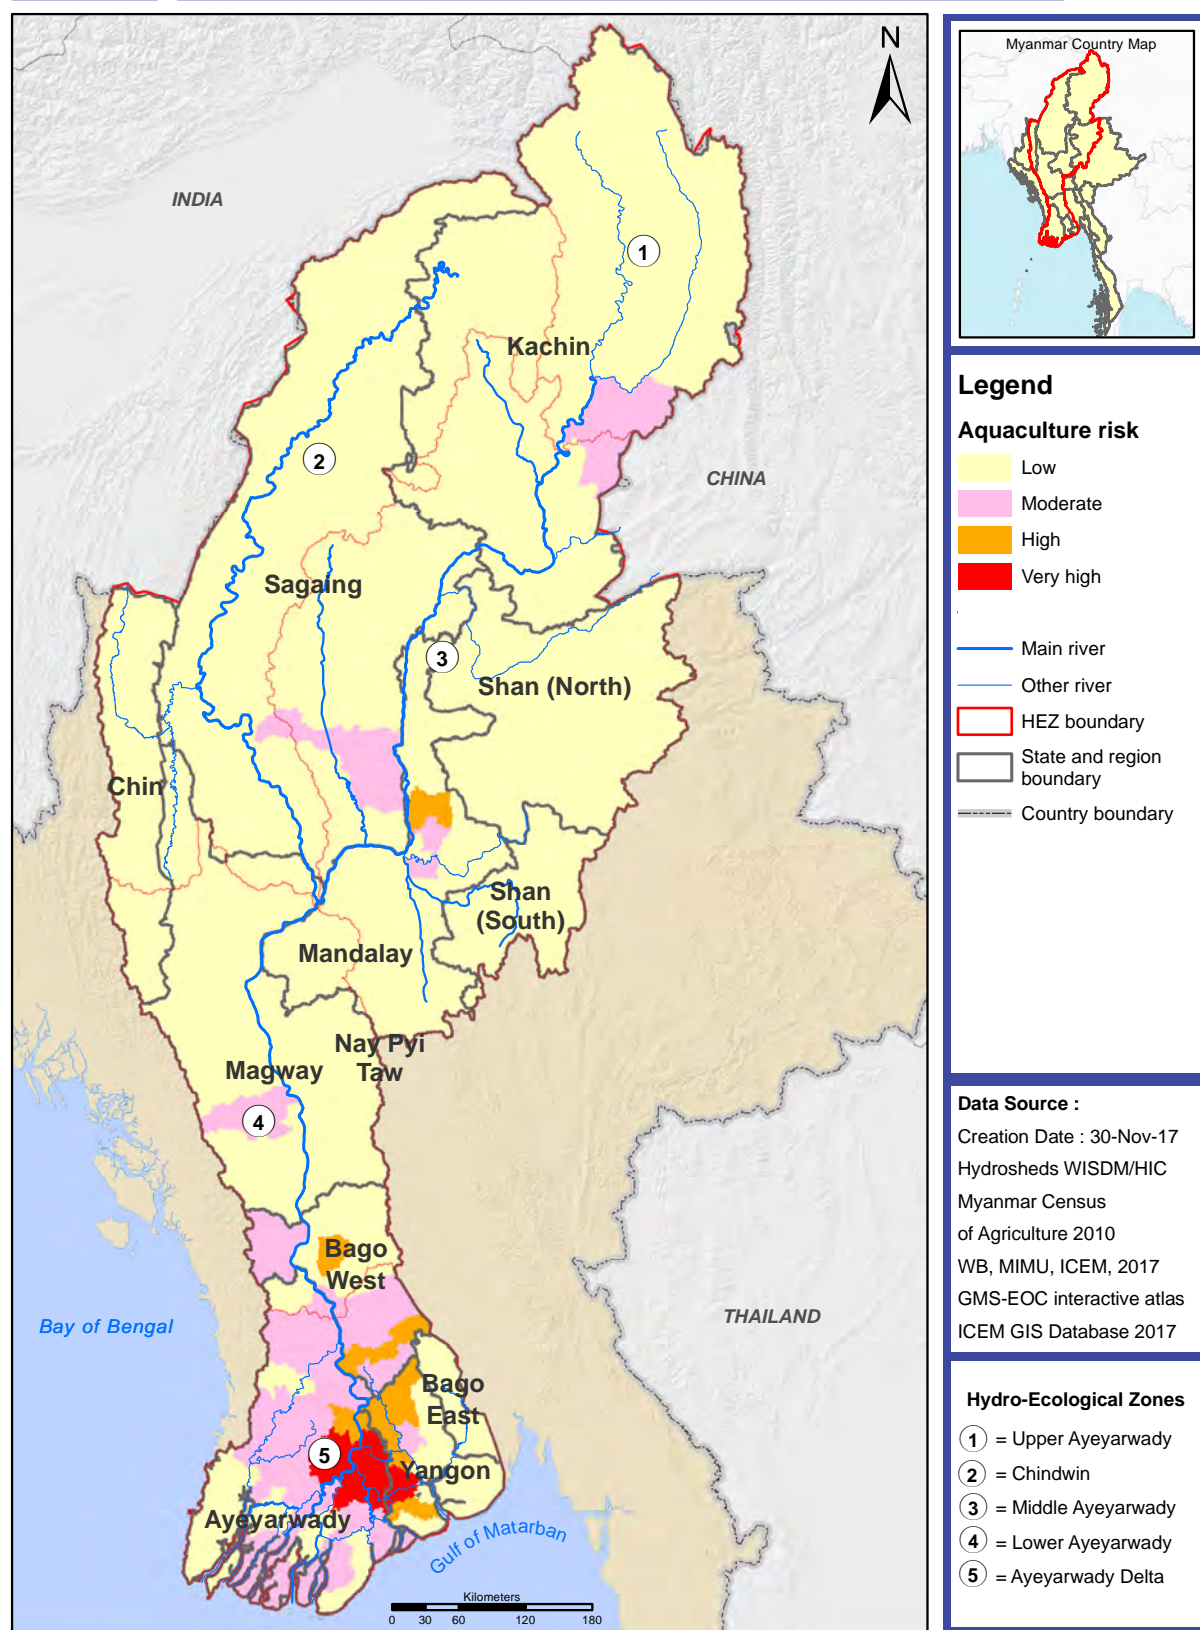 N
INDIA
1
Kachin
2
CHINA
Sagaing
3
Shan (North)
Chin
Shan
(South)
Mandalay
Nay Pyi
Taw
Magway
4
Bago
West
THAILAND
Bay of Bengal
Bago
East
5
Yangon
Ayeyarwady
Gulf of Matarban
Kilometers
0 30 60 120 180
Myanmar Country Map
Legend
Aquaculture risk
Low
Moderate
High
Very high
Main river
Other river
HEZ boundary
State and region
boundary
Country boundary
Data Source :
Creation Date : 30-Nov-17
Hydrosheds WISDM/HIC
Myanmar Census
of Agriculture 2010
WB, MIMU, ICEM, 2017
GMS-EOC interactive atlas
ICEM GIS Database 2017
Hydro-Ecological Zones
1 = Upper Ayeyarwady
2 = Chindwin
3 = Middle Ayeyarwady
4 = Lower Ayeyarwady
5 = Ayeyarwady Delta